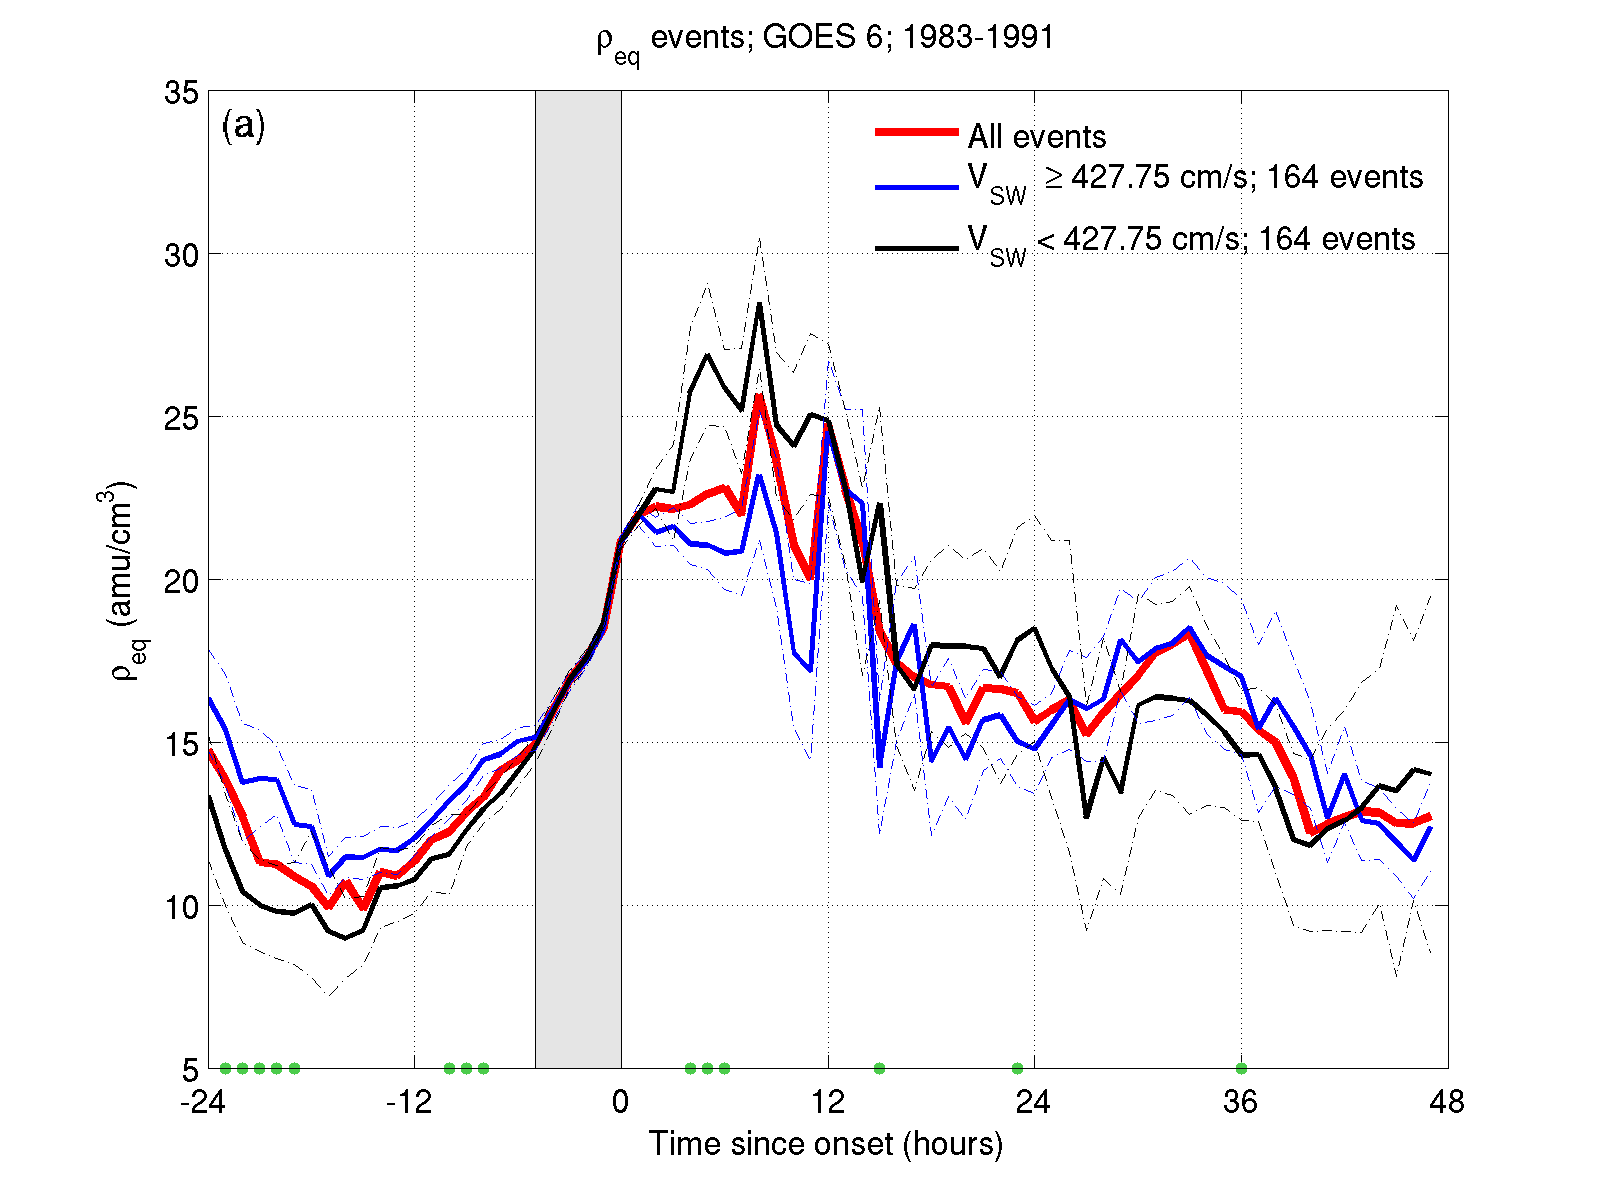 ρeq events; GOES 6; 1983-1991
(a)
All events
VSW ≥ 427.75 cm/s; 164 events
VSW < 427.75 cm/s; 164 events
35
30
25
20
15
10
5
ρeq (amu/cm³)
-24 -12 0 12 24 36 48
Time since onset (hours)